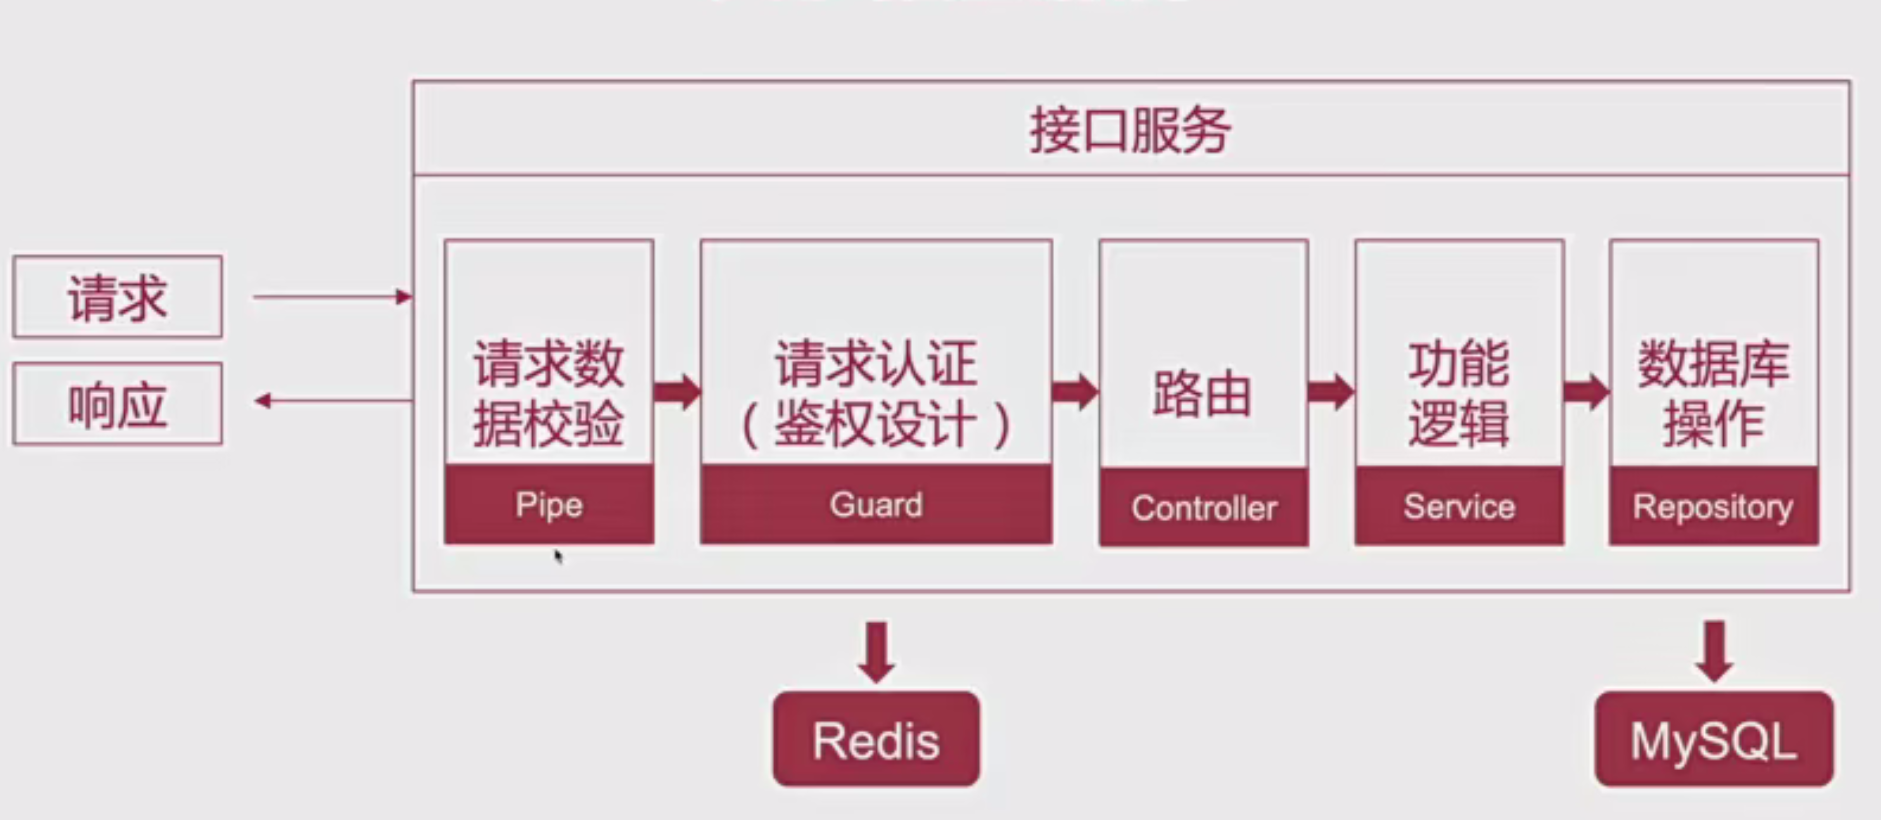 接口服务
请求
响应
请求数
据校验
Pipe
请求认证
（鉴权设计）
Guard
路由
Controller
功能
逻辑
Service
数据库
操作
Repository
Redis
MySQL